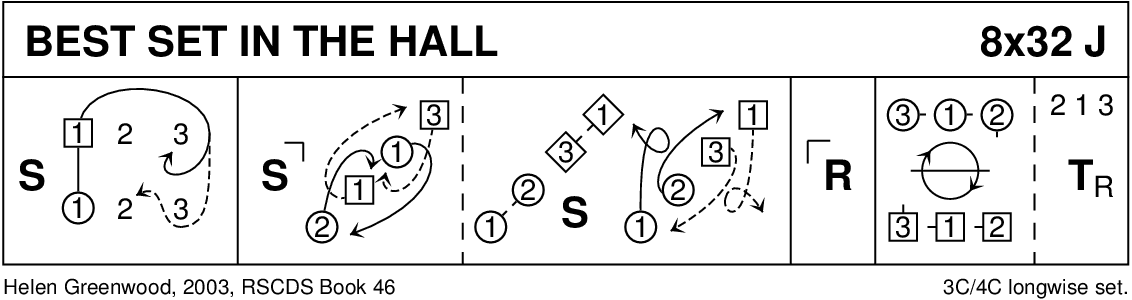 BEST SET IN THE HALL 8x32 J
S 1 2 3 1 2 3
S 3 1 1 2
1 3 2 1 S 1 3 2 1
R
3 1 2 3 1 2
2 1 3
TR
Helen Greenwood, 2003, RSCDS Book 46 3C/4C longwise set.